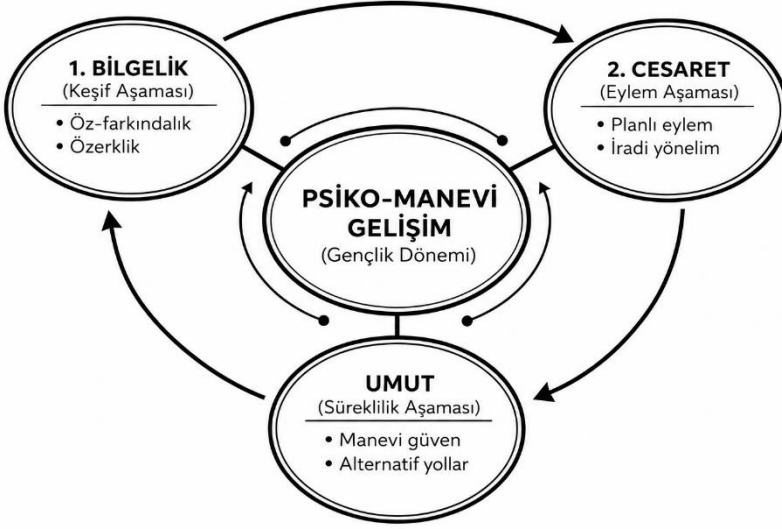 1. BİLGELİK
(Keşif Aşaması)
• Öz-farkındalık
• Özerklik
2. CESARET
(Eylem Aşaması)
• Planlı eylem
• İradi yönelim
PSİKO-MANEVİ
GELİŞİM
(Gençlik Dönemi)
UMUT
(Süreklilik Aşaması)
• Manevi güven
• Alternatif yollar